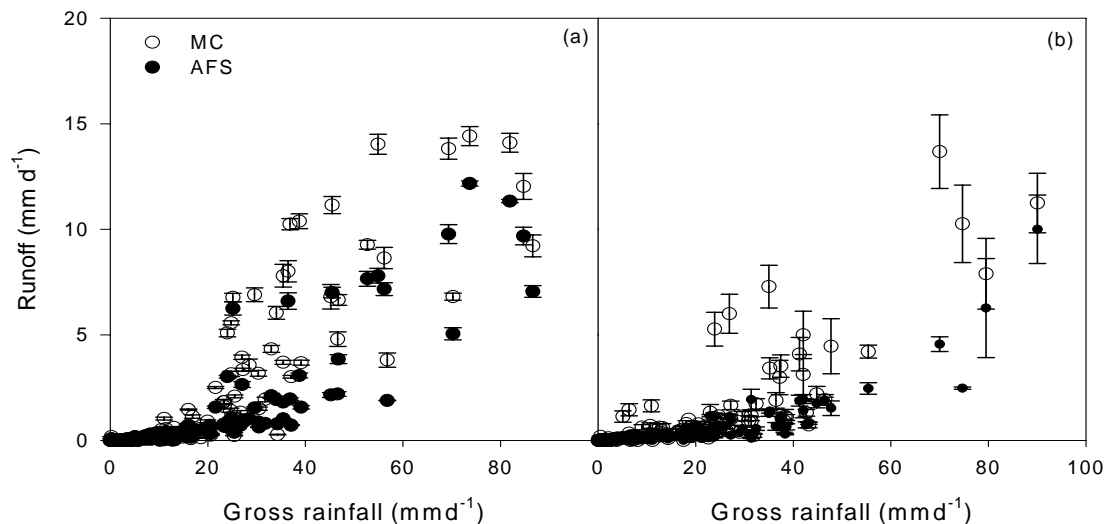 20
(a)
(b)
MC
AFS
15
10
5
0
Runoff (mm d⁻¹)
0 20 40 60 80 0 20 40 60 80 100
Gross rainfall (mmd⁻¹) Gross rainfall (mmd⁻¹)